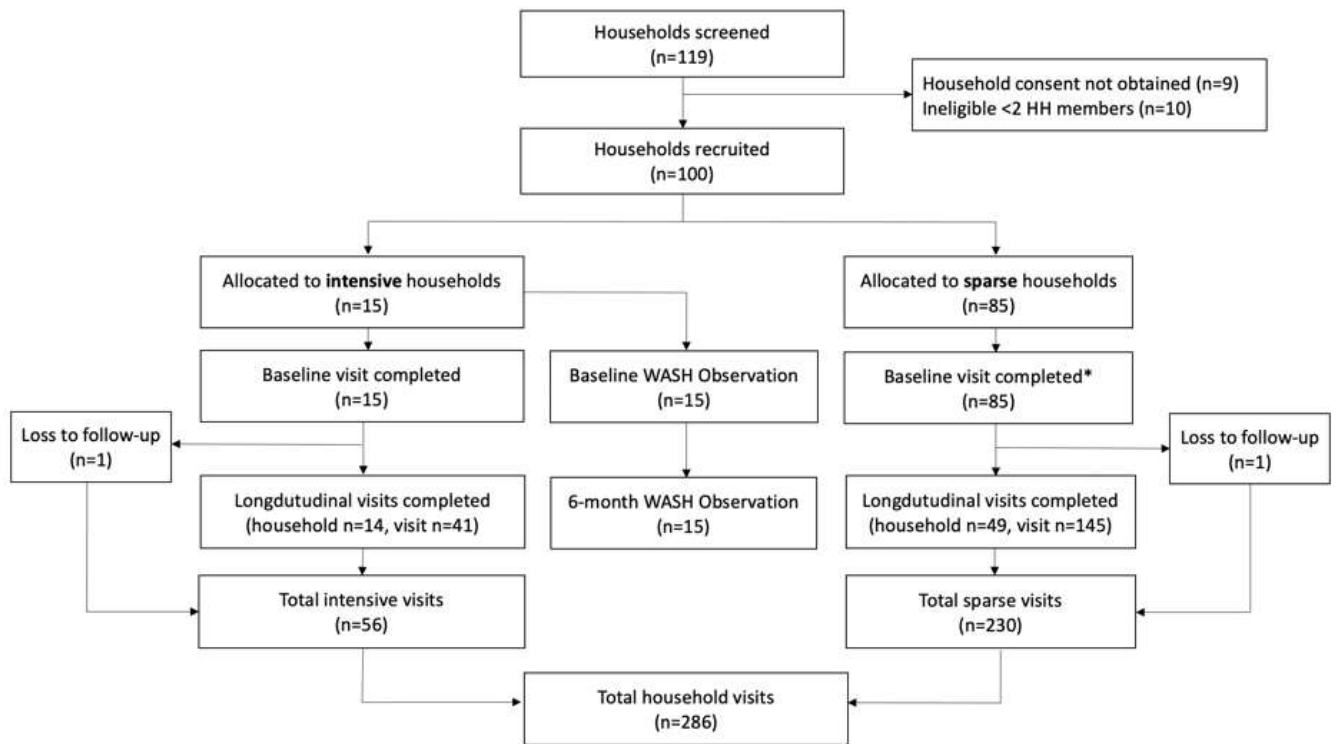 Households screened
(n=119)
Household consent not obtained (n=9)
Ineligible <2 HH members (n=10)
Households recruited
(n=100)
Allocated to intensive households
(n=15)
Allocated to sparse households
(n=85)
Baseline visit completed
(n=15)
Baseline WASH Observation
(n=15)
Baseline visit completed*
(n=85)
Loss to follow-up
(n=1)
Loss to follow-up
(n=1)
Longdutudinal visits completed
(household n=14, visit n=41)
6-month WASH Observation
(n=15)
Longdutudinal visits completed
(household n=49, visit n=145)
Total intensive visits
(n=56)
Total sparse visits
(n=230)
Total household visits
(n=286)